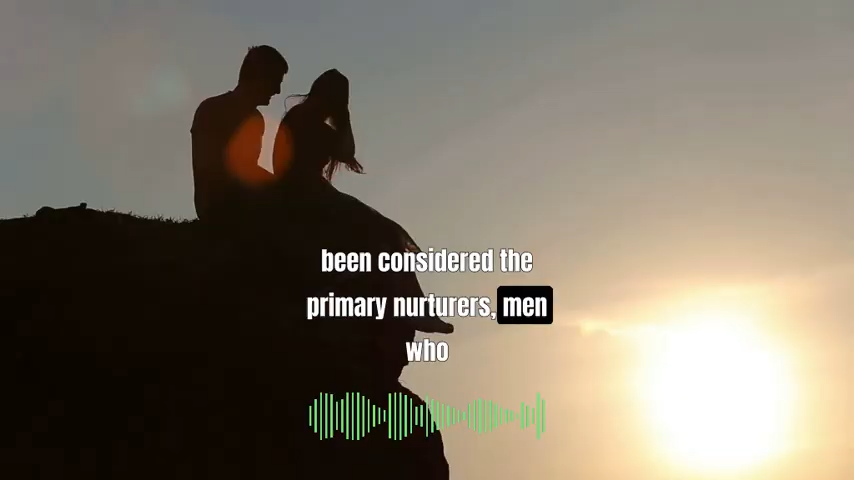 been considered the
primary nurturers, men
who